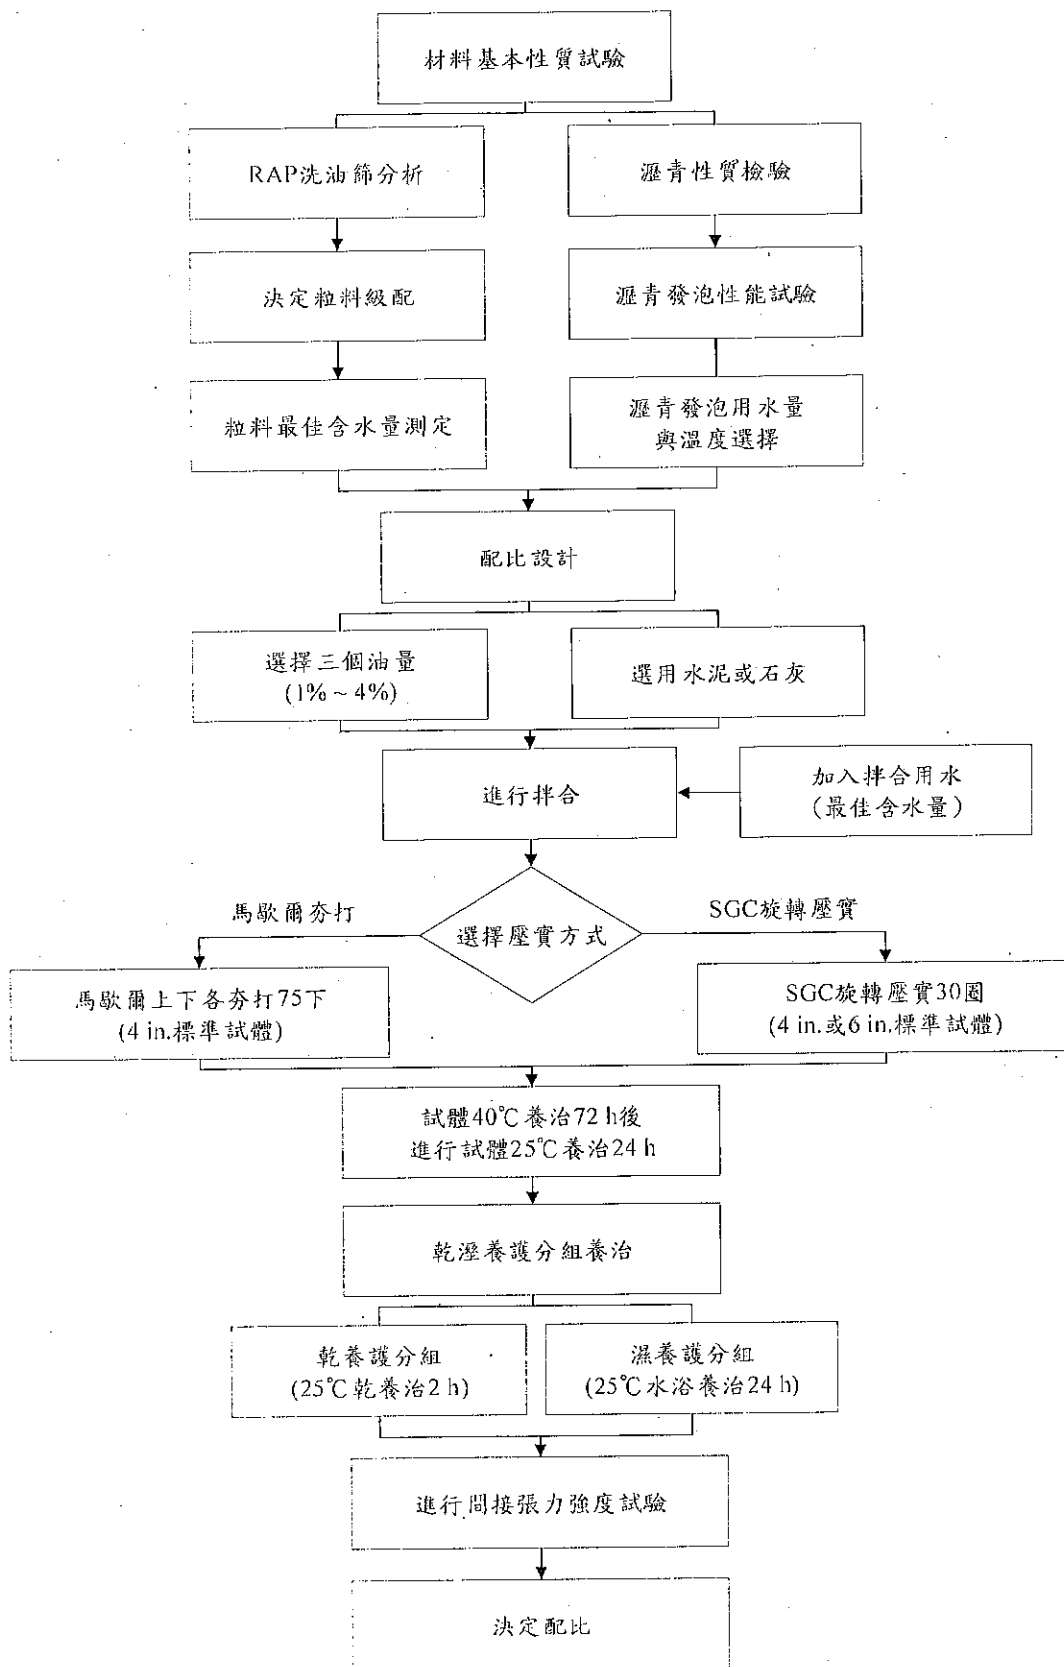 材料基本性質試驗
RAP洗油篩分析
瀝青性質檢驗
決定粒料級配
瀝青發泡性能試驗
粒料最佳含水量測定
瀝青發泡用水量
與溫度選擇
配比設計
選擇三個油量
(1%~4%)
選用水泥或石灰
進行拌合
加入拌合用水
(最佳含水量)
馬歇爾夯打
選擇壓實方式
SGC旋轉壓實
馬歇爾上下各夯打75下
(4 in.標準試體)
SGC旋轉壓實30圈
(4 in.或6 in.標準試體)
試體40℃養治72 h後
進行試體25℃養治24 h
乾溼養護分組養治
乾養護分組
(25℃乾養治2 h)
濕養護分組
(25℃水浴養治24 h)
進行間接張力強度試驗
決定配比